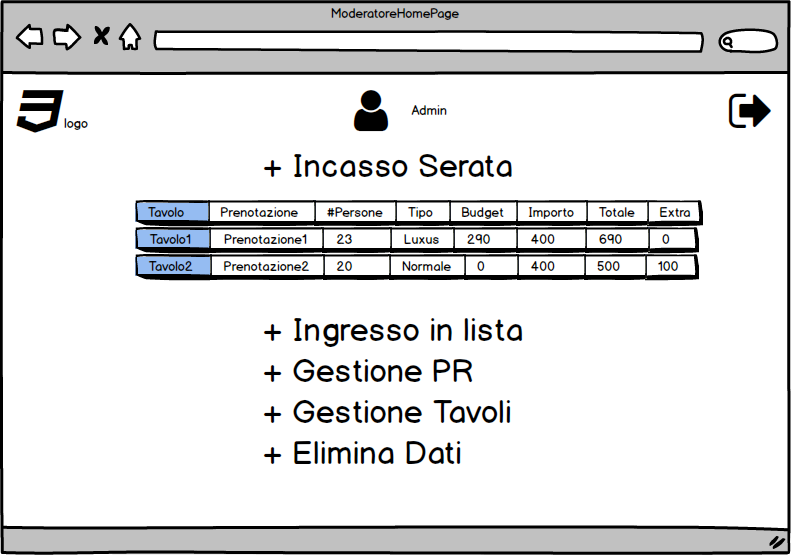 ModeratoreHomePage
logo
Admin
+ Incasso Serata
Tavolo Prenotazione #Persone Tipo Budget Importo Totale Extra
Tavolo1 Prenotazione1 23 Luxus 290 400 690 0
Tavolo2 Prenotazione2 20 Normale 0 400 500 100
+ Ingresso in lista
+ Gestione PR
+ Gestione Tavoli
+ Elimina Dati